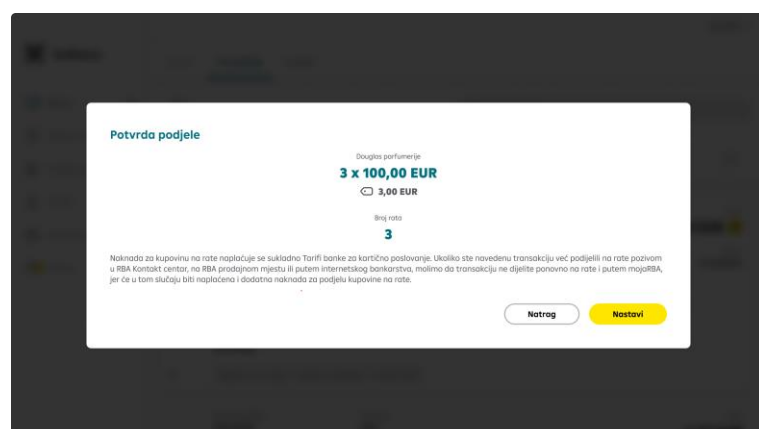 Potvrda podjele
Douglas parfumerije
3 x 100,00 EUR
3,00 EUR
Broj rata
3
Naknada za kupovinu na rate naplaćuje se sukladno Tarifi banke za kartično poslovanje. Ukoliko ste navedenu transakciju već podijelili na rate pozivom
u RBA Kontakt centar, na RBA prodajnom mjestu ili putem internetskog bankarstva, molimo da transakciju ne dijelite ponovno na rate i putem mojaRBA,
jer će u tom slučaju biti naplaćena i dodatna naknada za podjelu kupovine na rate.
Natrag
Nastavi